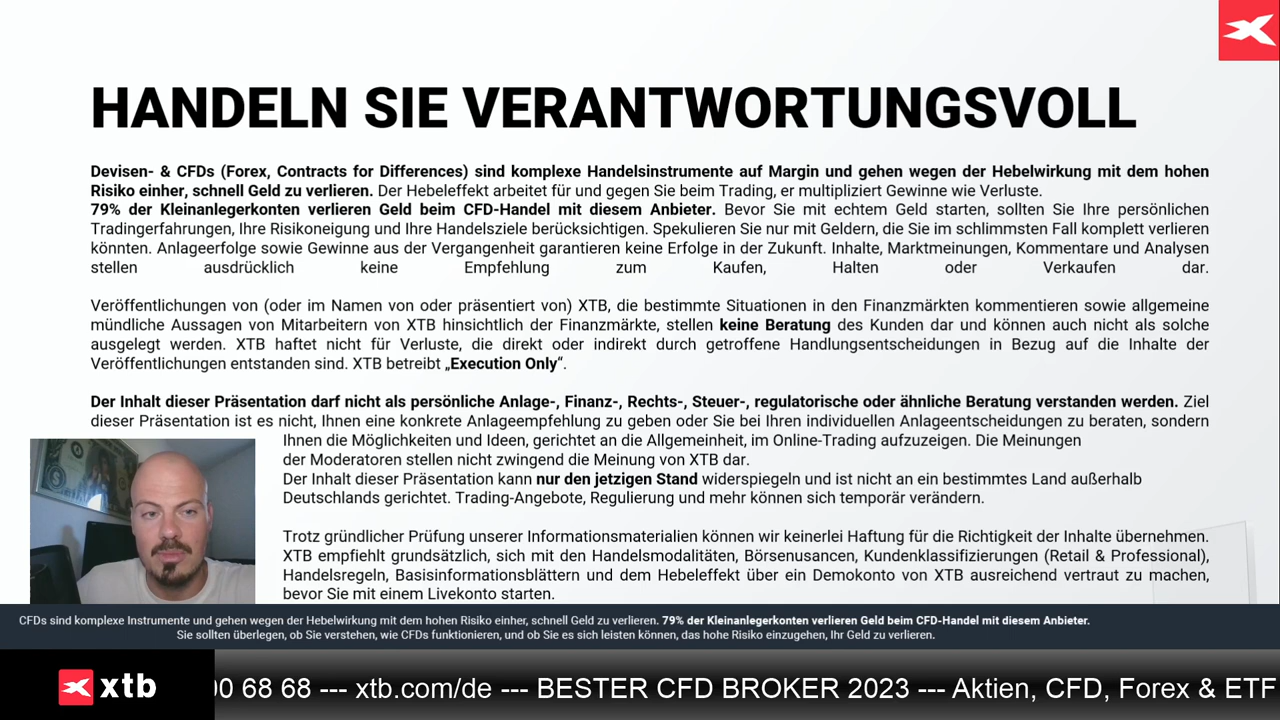 HANDELN SIE VERANTWORTUNGSVOLL
Devisen- & CFDs (Forex, Contracts for Differences) sind komplexe Handelsinstrumente auf Margin und gehen wegen der Hebelwirkung mit dem hohen
Risiko einher, schnell Geld zu verlieren. Der Hebeleffekt arbeitet für und gegen Sie beim Trading, er multipliziert Gewinne wie Verluste.
79% der Kleinanlegerkonten verlieren Geld beim CFD-Handel mit diesem Anbieter. Bevor Sie mit echtem Geld starten, sollten Sie Ihre persönlichen
Tradingerfahrungen, Ihre Risikoneigung und Ihre Handelsziele berücksichtigen. Spekulieren Sie nur mit Geldern, die Sie im schlimmsten Fall komplett verlieren
könnten. Anlageerfolge sowie Gewinne aus der Vergangenheit garantieren keine Erfolge in der Zukunft. Inhalte, Marktmeinungen, Kommentare und Analysen
stellen ausdrücklich keine Empfehlung zum Kaufen, Halten oder Verkaufen dar.
Veröffentlichungen von (oder im Namen von oder präsentiert von) XTB, die bestimmte Situationen in den Finanzmärkten kommentieren sowie allgemeine
mündliche Aussagen von Mitarbeitern von XTB hinsichtlich der Finanzmärkte, stellen keine Beratung des Kunden dar und können auch nicht als solche
ausgelegt werden. XTB haftet nicht für Verluste, die direkt oder indirekt durch getroffene Handlungsentscheidungen in Bezug auf die Inhalte der
Veröffentlichungen entstanden sind. XTB betreibt „Execution Only“.
Der Inhalt dieser Präsentation darf nicht als persönliche Anlage-, Finanz-, Rechts-, Steuer-, regulatorische oder ähnliche Beratung verstanden werden. Ziel
dieser Präsentation ist es nicht, Ihnen eine konkrete Anlageempfehlung zu geben oder Sie bei Ihren individuellen Anlageentscheidungen zu beraten, sondern
Ihnen die Möglichkeiten und Ideen, gerichtet an die Allgemeinheit, im Online-Trading aufzuzeigen. Die Meinungen
der Moderatoren stellen nicht zwingend die Meinung von XTB dar.
Der Inhalt dieser Präsentation kann nur den jetzigen Stand widerspiegeln und ist nicht an ein bestimmtes Land außerhalb
Deutschlands gerichtet. Trading-Angebote, Regulierung und mehr können sich temporär verändern.
Trotz gründlicher Prüfung unserer Informationsmaterialien können wir keinerlei Haftung für die Richtigkeit der Inhalte übernehmen.
XTB empfiehlt grundsätzlich, sich mit den Handelsmodalitäten, Börsenusancen, Kundenklassifizierungen (Retail & Professional),
Handelsregeln, Basisinformationsblättern und dem Hebeleffekt über ein Demokonto von XTB ausreichend vertraut zu machen,
bevor Sie mit einem Livekonto starten.
CFDs sind komplexe Instrumente und gehen wegen der Hebelwirkung mit dem hohen Risiko einher, schnell Geld zu verlieren. 79% der Kleinanlegerkonten verlieren Geld beim CFD-Handel mit diesem Anbieter.
Sie sollten überlegen, ob Sie verstehen, wie CFDs funktionieren, und ob Sie es sich leisten können, das hohe Risiko einzugehen, Ihr Geld zu verlieren.
xtb 00 68 68 --- xtb.com/de --- BESTER CFD BROKER 2023 --- Aktien, CFD, Forex & ETF